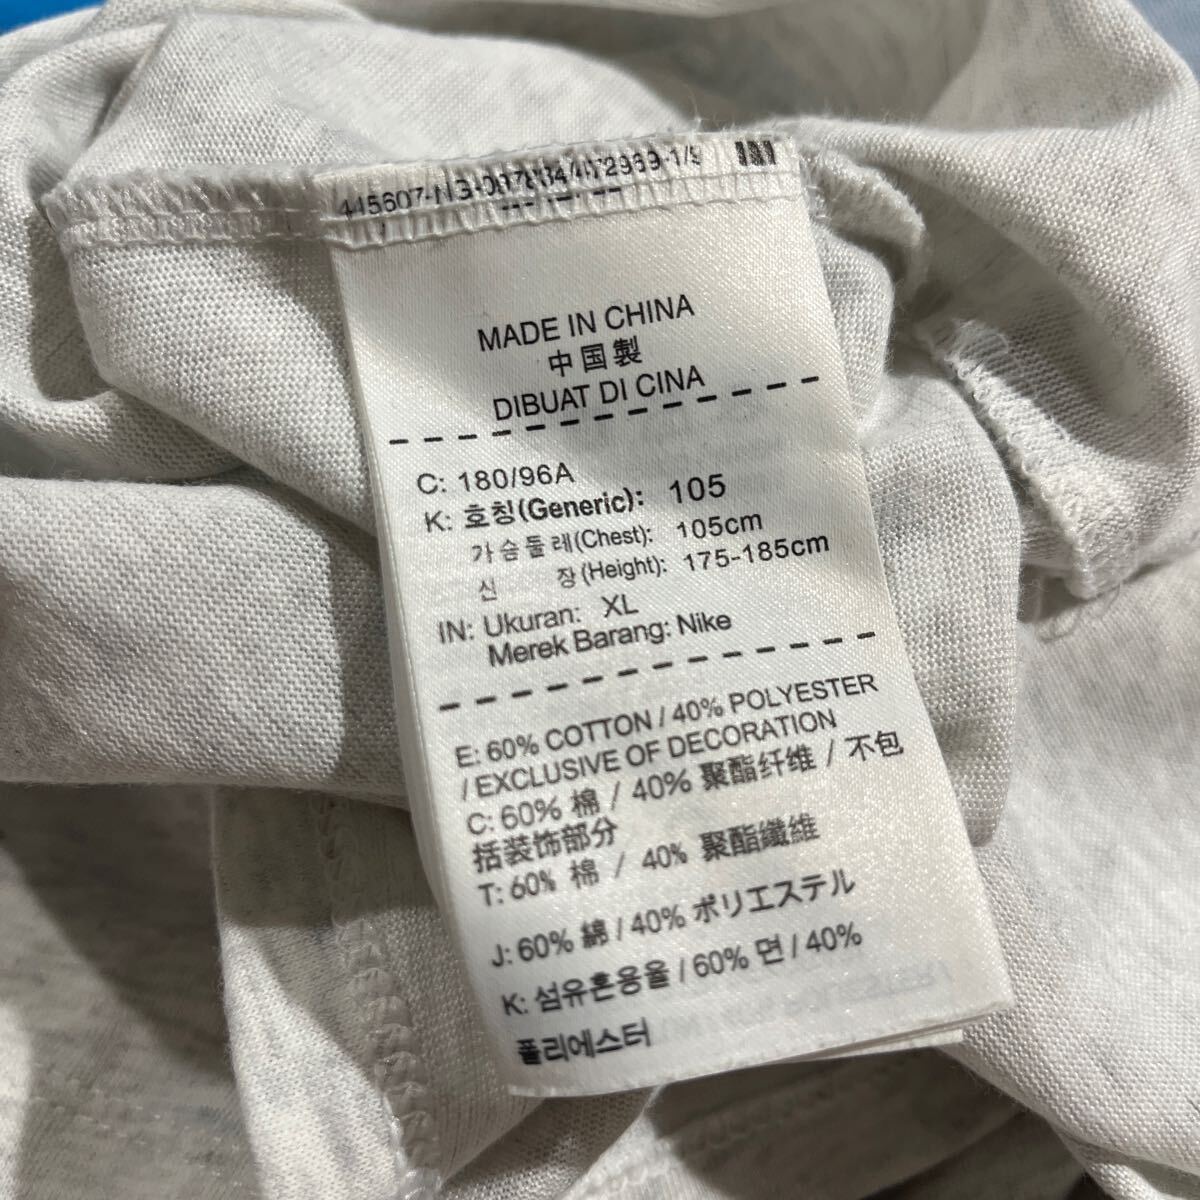 MADE IN CHINA
中国製
DIBUAT DI CINA
C: 180/96A
K: 호칭(Generic): 105
가슴둘레(Chest): 105cm
신 장(Height): 175-185cm
IN: Ukuran: XL
Merek Barang: Nike
E: 60% COTTON / 40% POLYESTER
/ EXCLUSIVE OF DECORATION
C: 60% 棉 / 40% 聚酯纤维 / 不包
括装饰部分
T: 60% 棉 / 40% 聚酯纖維
J: 60% 綿 / 40% ポリエステル
K: 섬유혼용율 / 60% 면 / 40%
폴리에스터